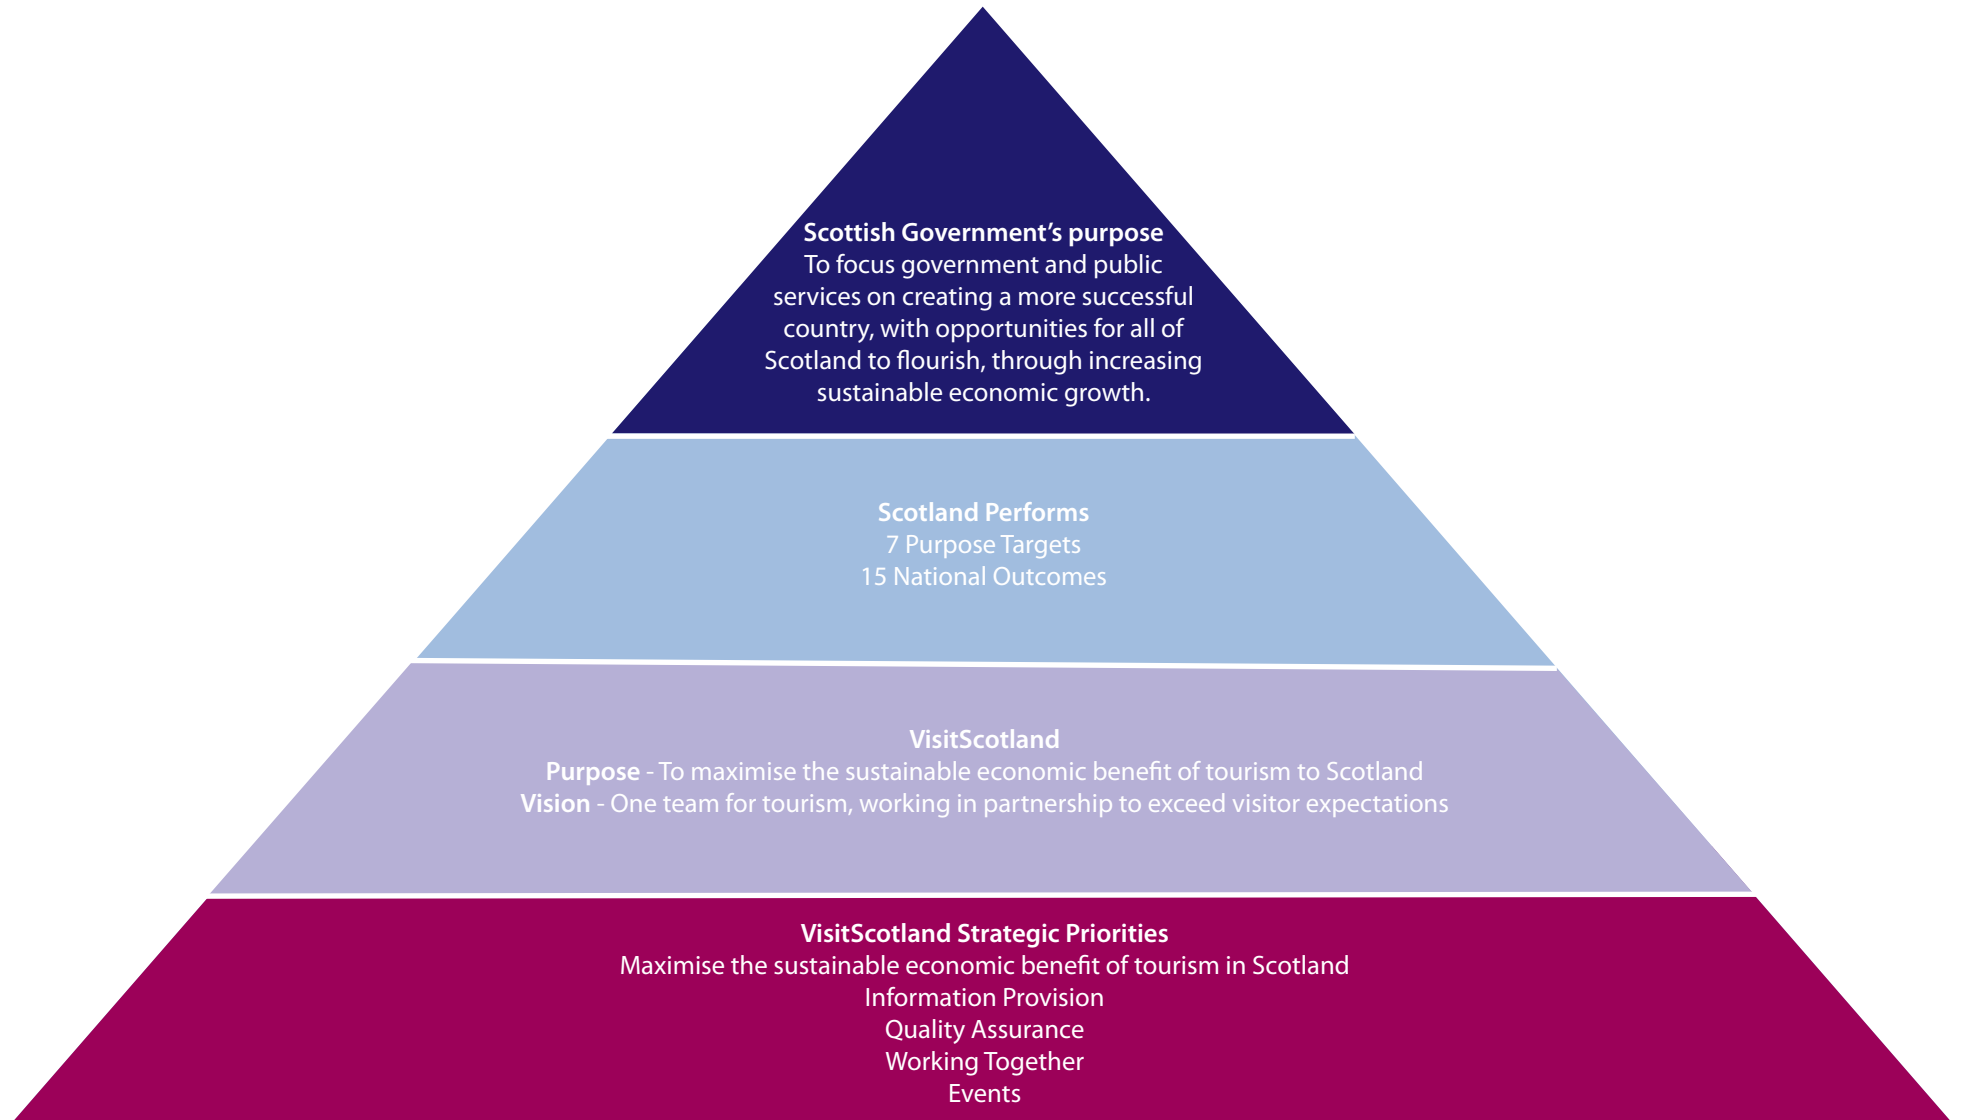 Scottish Government’s purpose
To focus government and public
services on creating a more successful
country, with opportunities for all of
Scotland to flourish, through increasing
sustainable economic growth.
Scotland Performs
7 Purpose Targets
15 National Outcomes
VisitScotland
Purpose - To maximise the sustainable economic benefit of tourism to Scotland
Vision - One team for tourism, working in partnership to exceed visitor expectations
VisitScotland Strategic Priorities
Maximise the sustainable economic benefit of tourism in Scotland
Information Provision
Quality Assurance
Working Together
Events